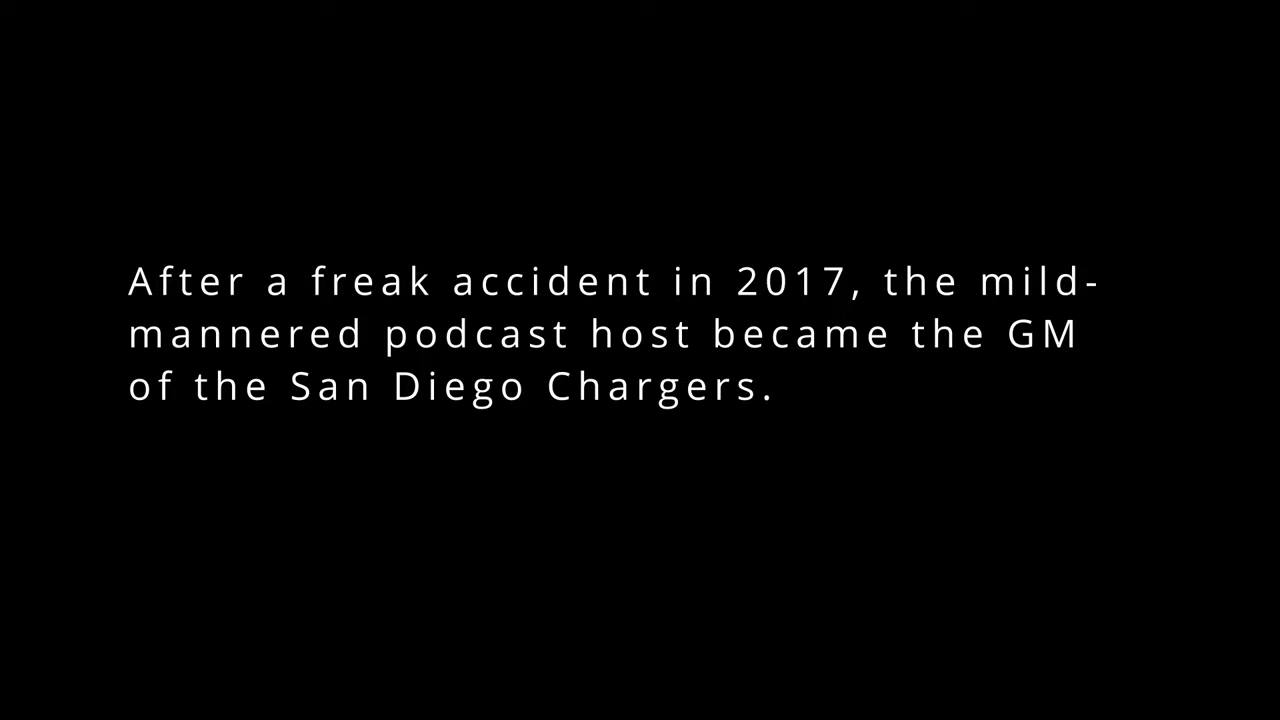 After a freak accident in 2017, the mild-
mannered podcast host became the GM
of the San Diego Chargers.